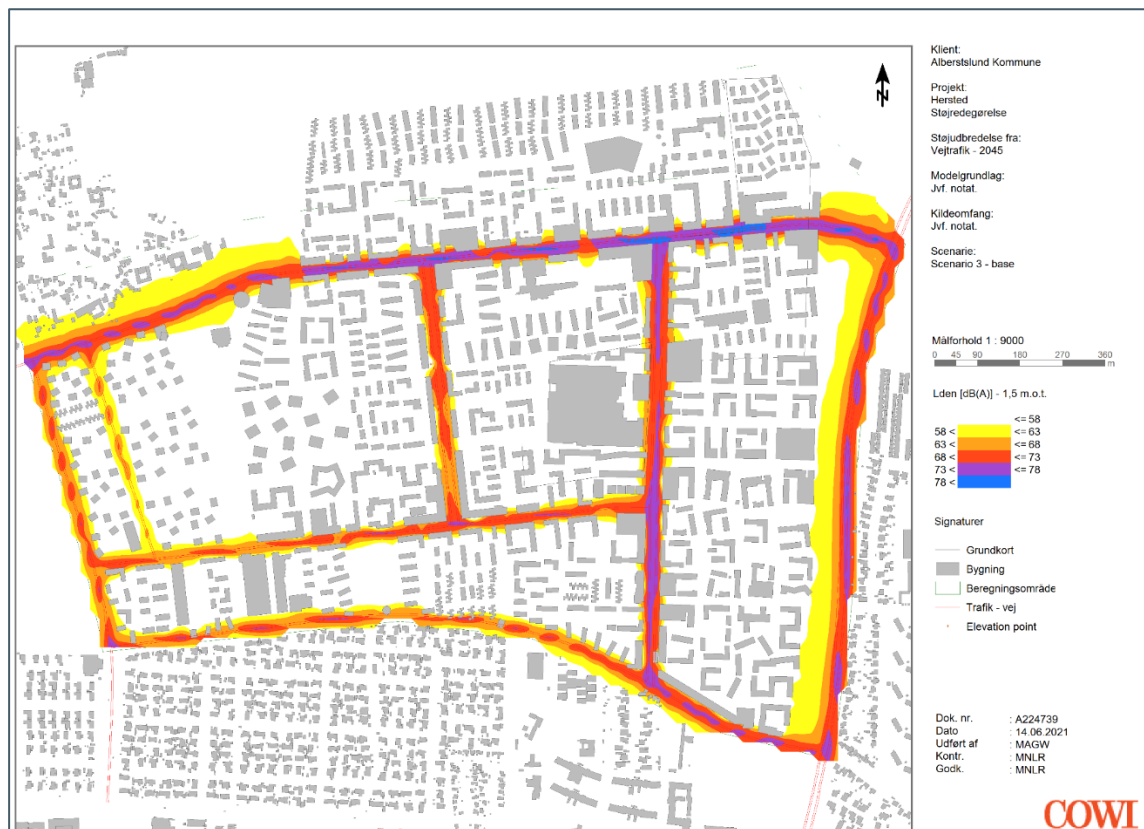 N
Klient:
Alberstslund Kommune
Projekt:
Hersted
Støjredegørelse
Støjudbredelse fra:
Vejtrafik - 2045
Modelgrundlag:
Jvf. notat.
Kildeomfang:
Jvf. notat.
Scenarie:
Scenario 3 - base
Målforhold 1 : 9000
0 45 90 180 270 360
m
Lden [dB(A)] - 1,5 m.o.t.
<= 58
58 < <= 63
63 < <= 68
68 < <= 73
73 < <= 78
78 <
Signaturer
Grundkort
Bygning
Beregningsområde
Trafik - vej
Elevation point
Dok. nr. : A224739
Dato : 14.06.2021
Udført af : MAGW
Kontr. : MNLR
Godk. : MNLR
COWI